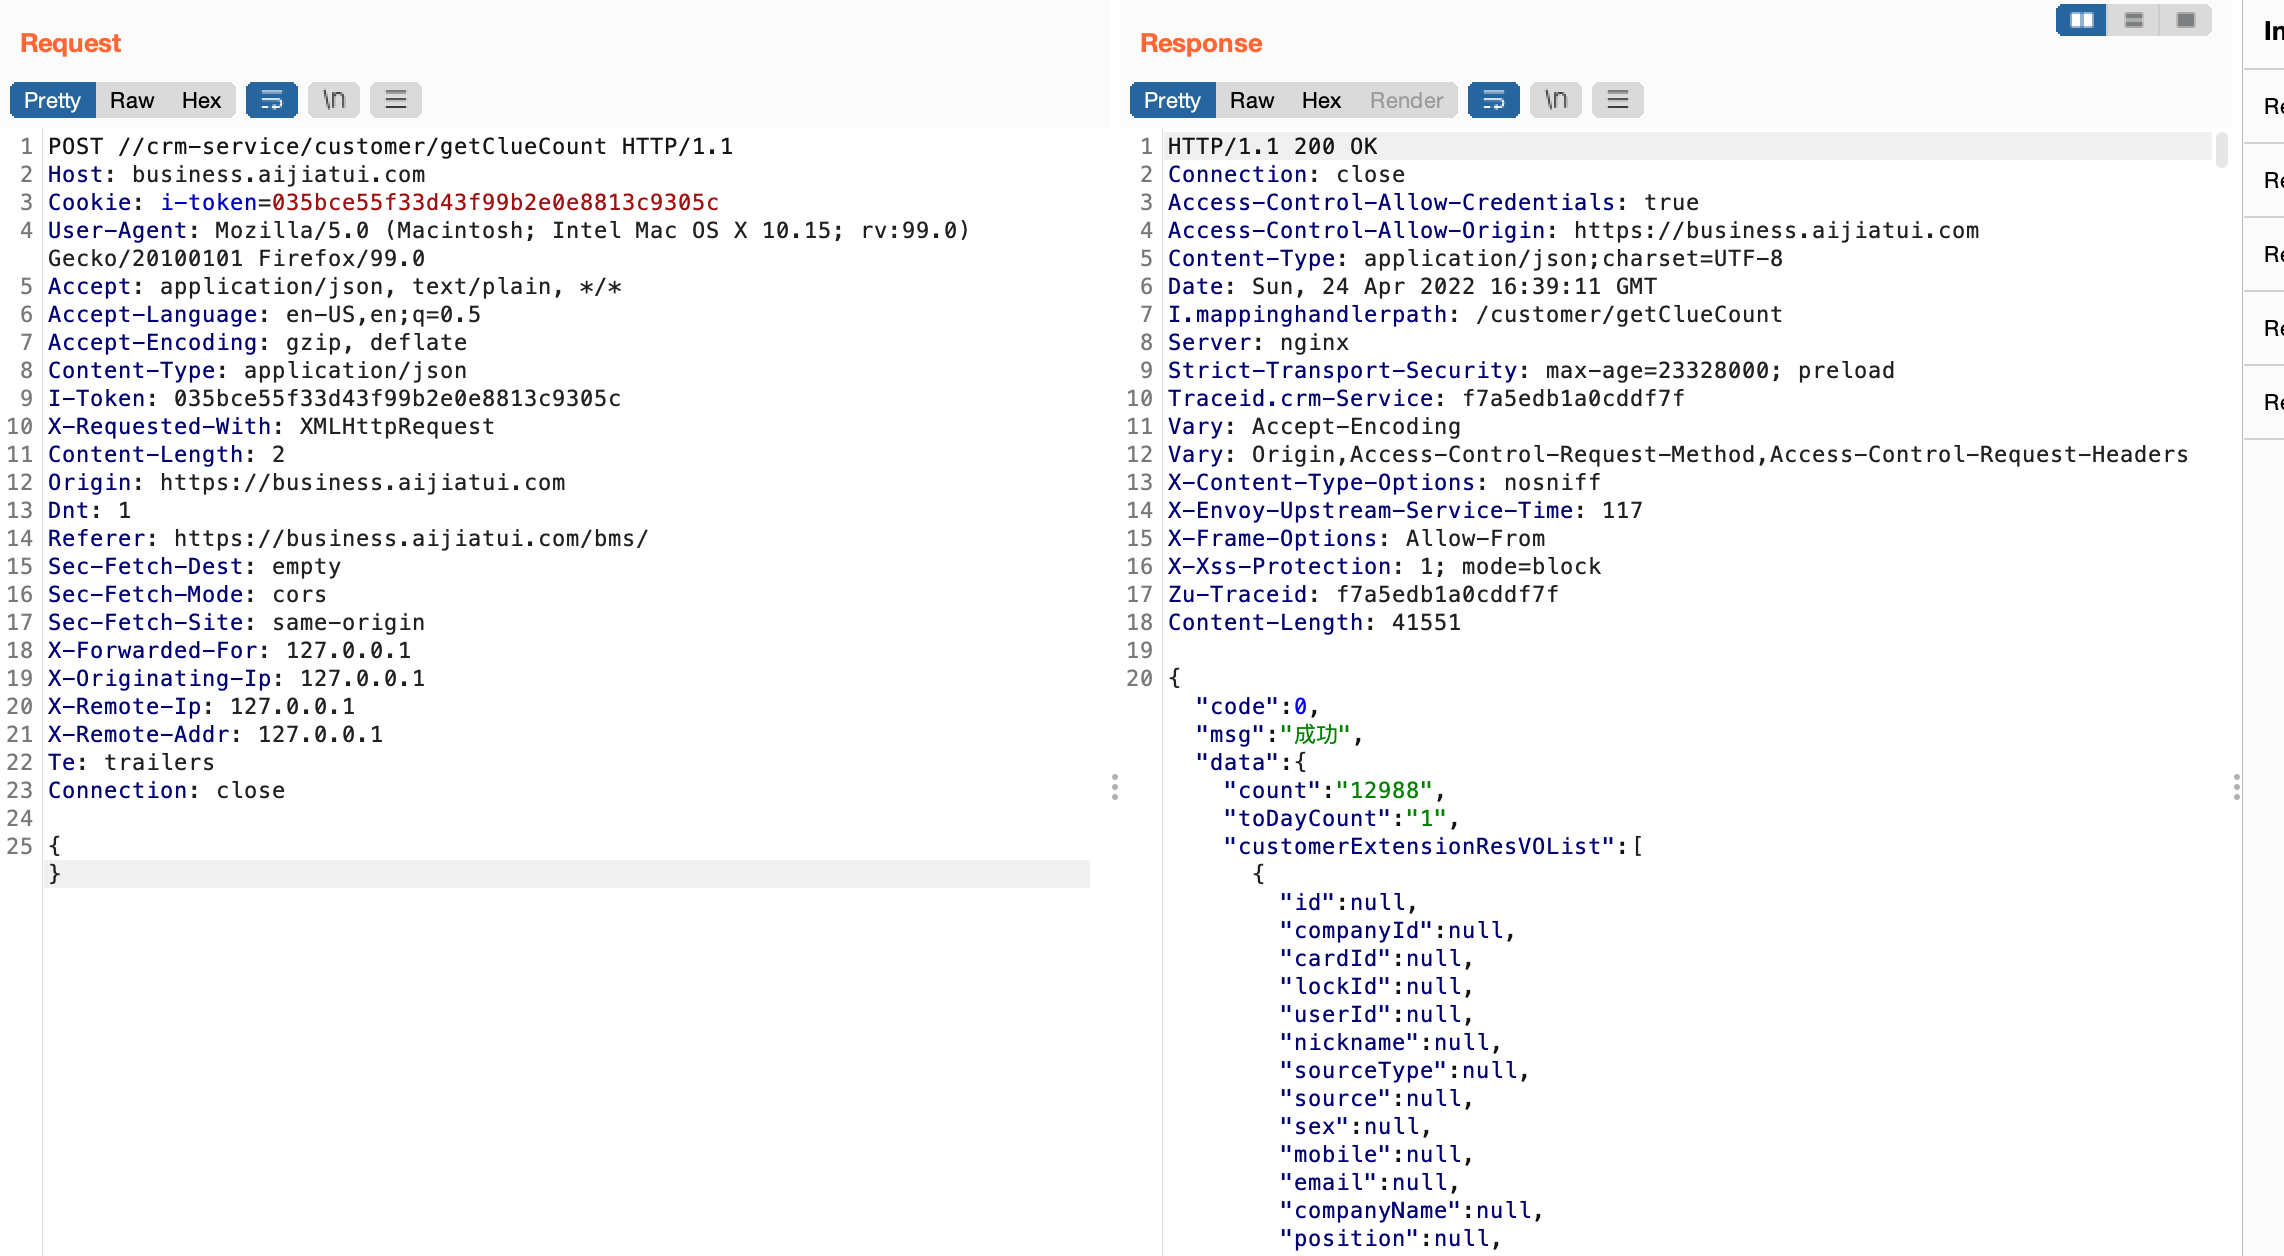 Request
Pretty Raw Hex \n
1 POST //crm-service/customer/getClueCount HTTP/1.1
2 Host: business.aijiatui.com
3 Cookie: i-token=035bce55f33d43f99b2e0e8813c9305c
4 User-Agent: Mozilla/5.0 (Macintosh; Intel Mac OS X 10.15; rv:99.0)
Gecko/20100101 Firefox/99.0
5 Accept: application/json, text/plain, */*
6 Accept-Language: en-US,en;q=0.5
7 Accept-Encoding: gzip, deflate
8 Content-Type: application/json
9 I-Token: 035bce55f33d43f99b2e0e8813c9305c
10 X-Requested-With: XMLHttpRequest
11 Content-Length: 2
12 Origin: https://business.aijiatui.com
13 Dnt: 1
14 Referer: https://business.aijiatui.com/bms/
15 Sec-Fetch-Dest: empty
16 Sec-Fetch-Mode: cors
17 Sec-Fetch-Site: same-origin
18 X-Forwarded-For: 127.0.0.1
19 X-Originating-Ip: 127.0.0.1
20 X-Remote-Ip: 127.0.0.1
21 X-Remote-Addr: 127.0.0.1
22 Te: trailers
23 Connection: close
24
25 {
}
Response
Pretty Raw Hex Render \n
1 HTTP/1.1 200 OK
2 Connection: close
3 Access-Control-Allow-Credentials: true
4 Access-Control-Allow-Origin: https://business.aijiatui.com
5 Content-Type: application/json;charset=UTF-8
6 Date: Sun, 24 Apr 2022 16:39:11 GMT
7 I.mappinghandlerpath: /customer/getClueCount
8 Server: nginx
9 Strict-Transport-Security: max-age=23328000; preload
10 Traceid.crm-Service: f7a5edb1a0cddf7f
11 Vary: Accept-Encoding
12 Vary: Origin,Access-Control-Request-Method,Access-Control-Request-Headers
13 X-Content-Type-Options: nosniff
14 X-Envoy-Upstream-Service-Time: 117
15 X-Frame-Options: Allow-From
16 X-Xss-Protection: 1; mode=block
17 Zu-Traceid: f7a5edb1a0cddf7f
18 Content-Length: 41551
19
20 {
"code":0,
"msg":"成功",
"data":{
"count":"12988",
"toDayCount":"1",
"customerExtensionResVOList":[
{
"id":null,
"companyId":null,
"cardId":null,
"lockId":null,
"userId":null,
"nickname":null,
"sourceType":null,
"source":null,
"sex":null,
"mobile":null,
"email":null,
"companyName":null,
"position":null,